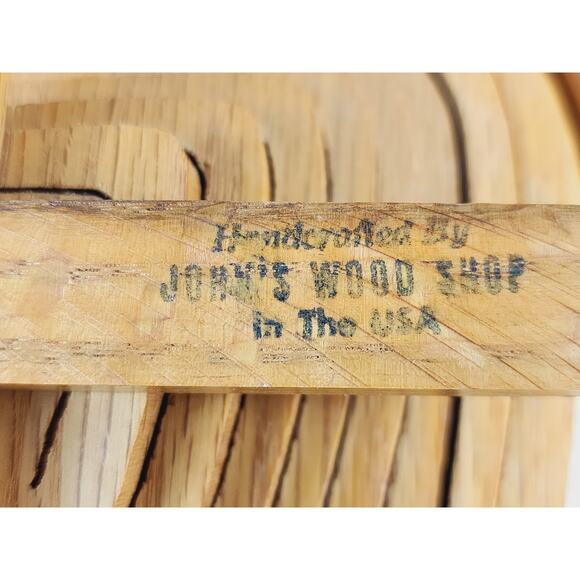 Handcrafted By
JOHN'S WOOD SHOP
in The USA